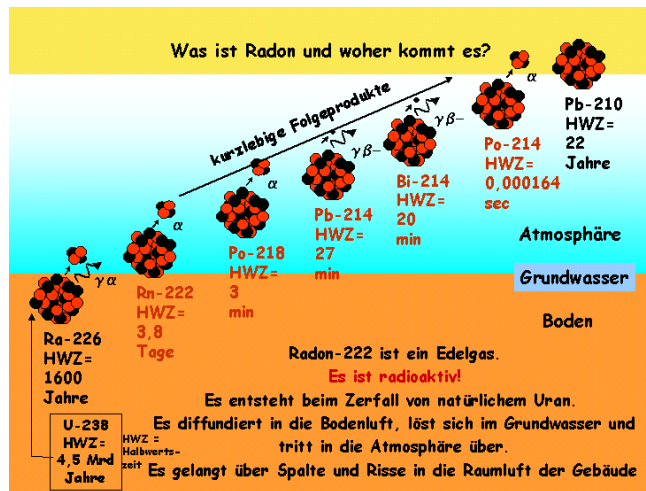 Was ist Radon und woher kommt es?
kurzlebige Folgeprodukte
α
Pb-210
HWZ=
22
Jahre
γ β-
Po-214
HWZ=
0,000164
sec
γ β-
Bi-214
HWZ=
20
min
α
Pb-214
HWZ=
27
min
α
Po-218
HWZ=
3
min
γ α
Rn-222
HWZ=
3,8
Tage
Ra-226
HWZ=
1600
Jahre
Atmosphäre
Grundwasser
Boden
U-238
HWZ=
4,5 Mrd
Jahre
HWZ =
Halbwerts-
zeit
Radon-222 ist ein Edelgas.
Es ist radioaktiv!
Es entsteht beim Zerfall von natürlichem Uran.
Es diffundiert in die Bodenluft, löst sich im Grundwasser und
tritt in die Atmosphäre über.
Es gelangt über Spalte und Risse in die Raumluft der Gebäude